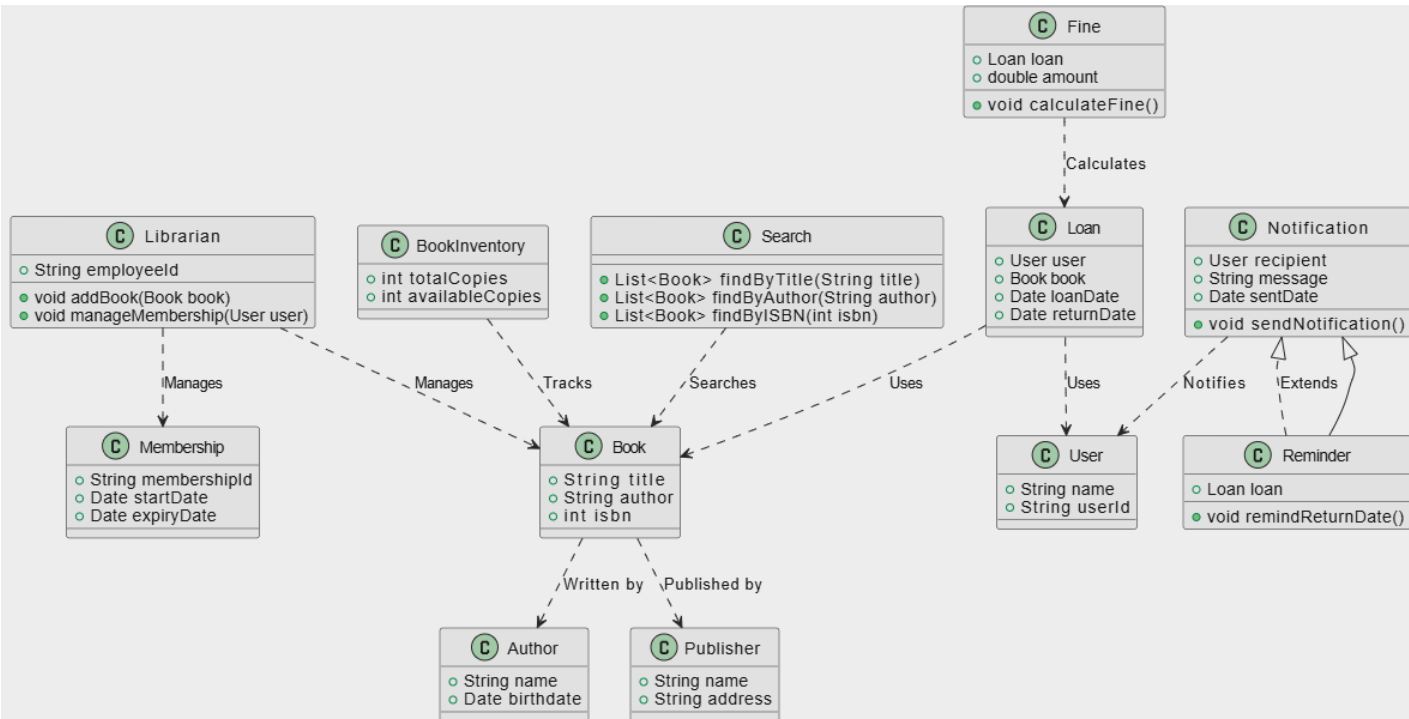 C Fine
Loan loan
double amount
void calculateFine()
Calculates
C Librarian
String employeeId
void addBook(Book book)
void manageMembership(User user)
C BookInventory
int totalCopies
int availableCopies
C Search
List<Book> findByTitle(String title)
List<Book> findByAuthor(String author)
List<Book> findByISBN(int isbn)
C Loan
User user
Book book
Date loanDate
Date returnDate
C Notification
User recipient
String message
Date sentDate
void sendNotification()
Manages
Manages
Tracks
Searches
Uses
Uses
Notifies
Extends
C Membership
String membershipId
Date startDate
Date expiryDate
C Book
String title
String author
int isbn
C User
String name
String userId
C Reminder
Loan loan
void remindReturnDate()
Written by
Published by
C Author
String name
Date birthdate
C Publisher
String name
String address